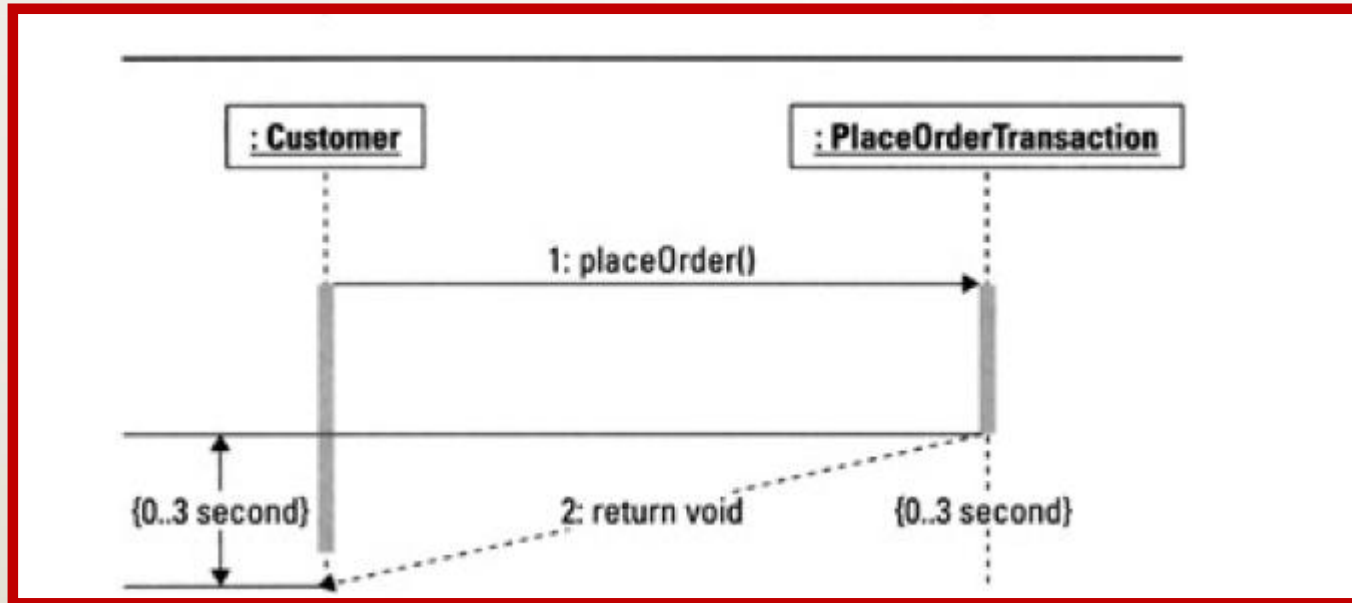 : Customer
: PlaceOrderTransaction
1: placeOrder()
{0..3 second}
2: return void
{0..3 second}